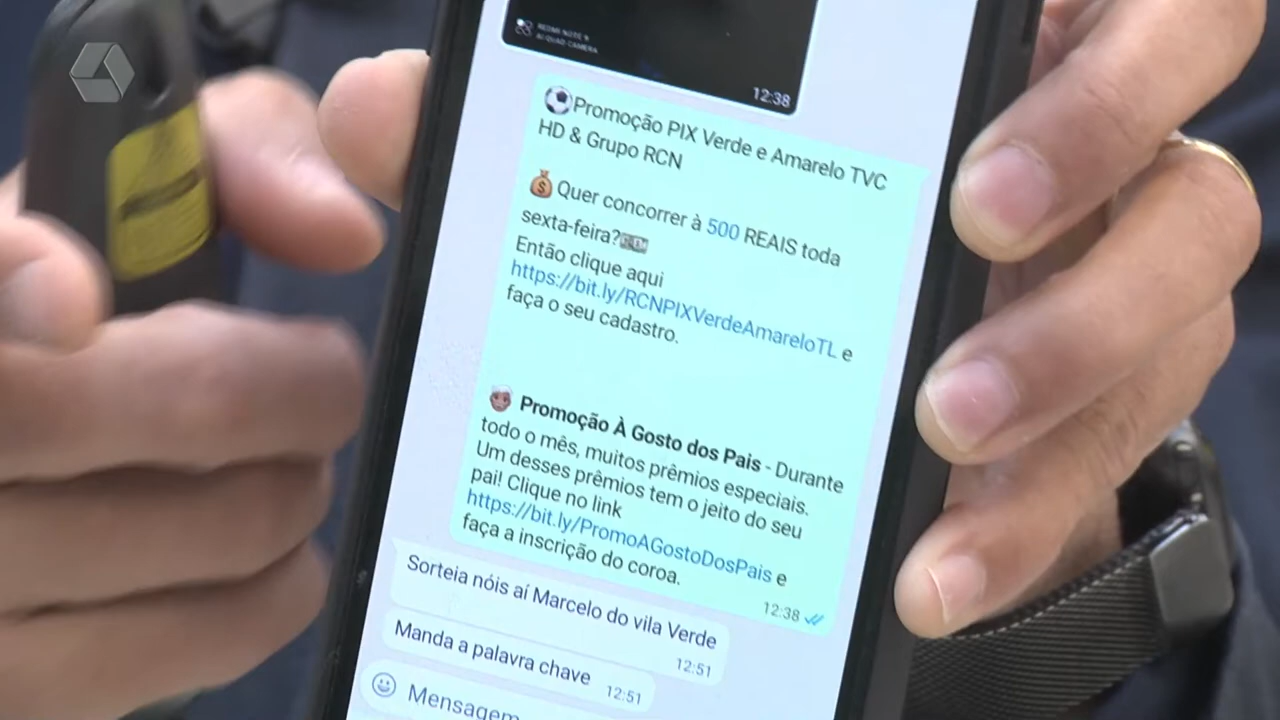 REDMI NOTE 9
AI QUAD CAMERA
12:38
⚽Promoção PIX Verde e Amarelo TVC
HD & Grupo RCN
💰Quer concorrer à 500 REAIS toda
sexta-feira?
Então clique aqui
https://bit.ly/RCNPIXVerdeAmareloTL e
faça o seu cadastro.
Promoção À Gosto dos Pais - Durante
todo o mês, muitos prêmios especiais.
Um desses prêmios tem o jeito do seu
pai! Clique no link
https://bit.ly/PromoAGostoDosPais e
faça a inscrição do coroa.
12:38
Sorteia nóis aí Marcelo do vila Verde
12:51
Manda a palavra chave
12:51
Mensagem